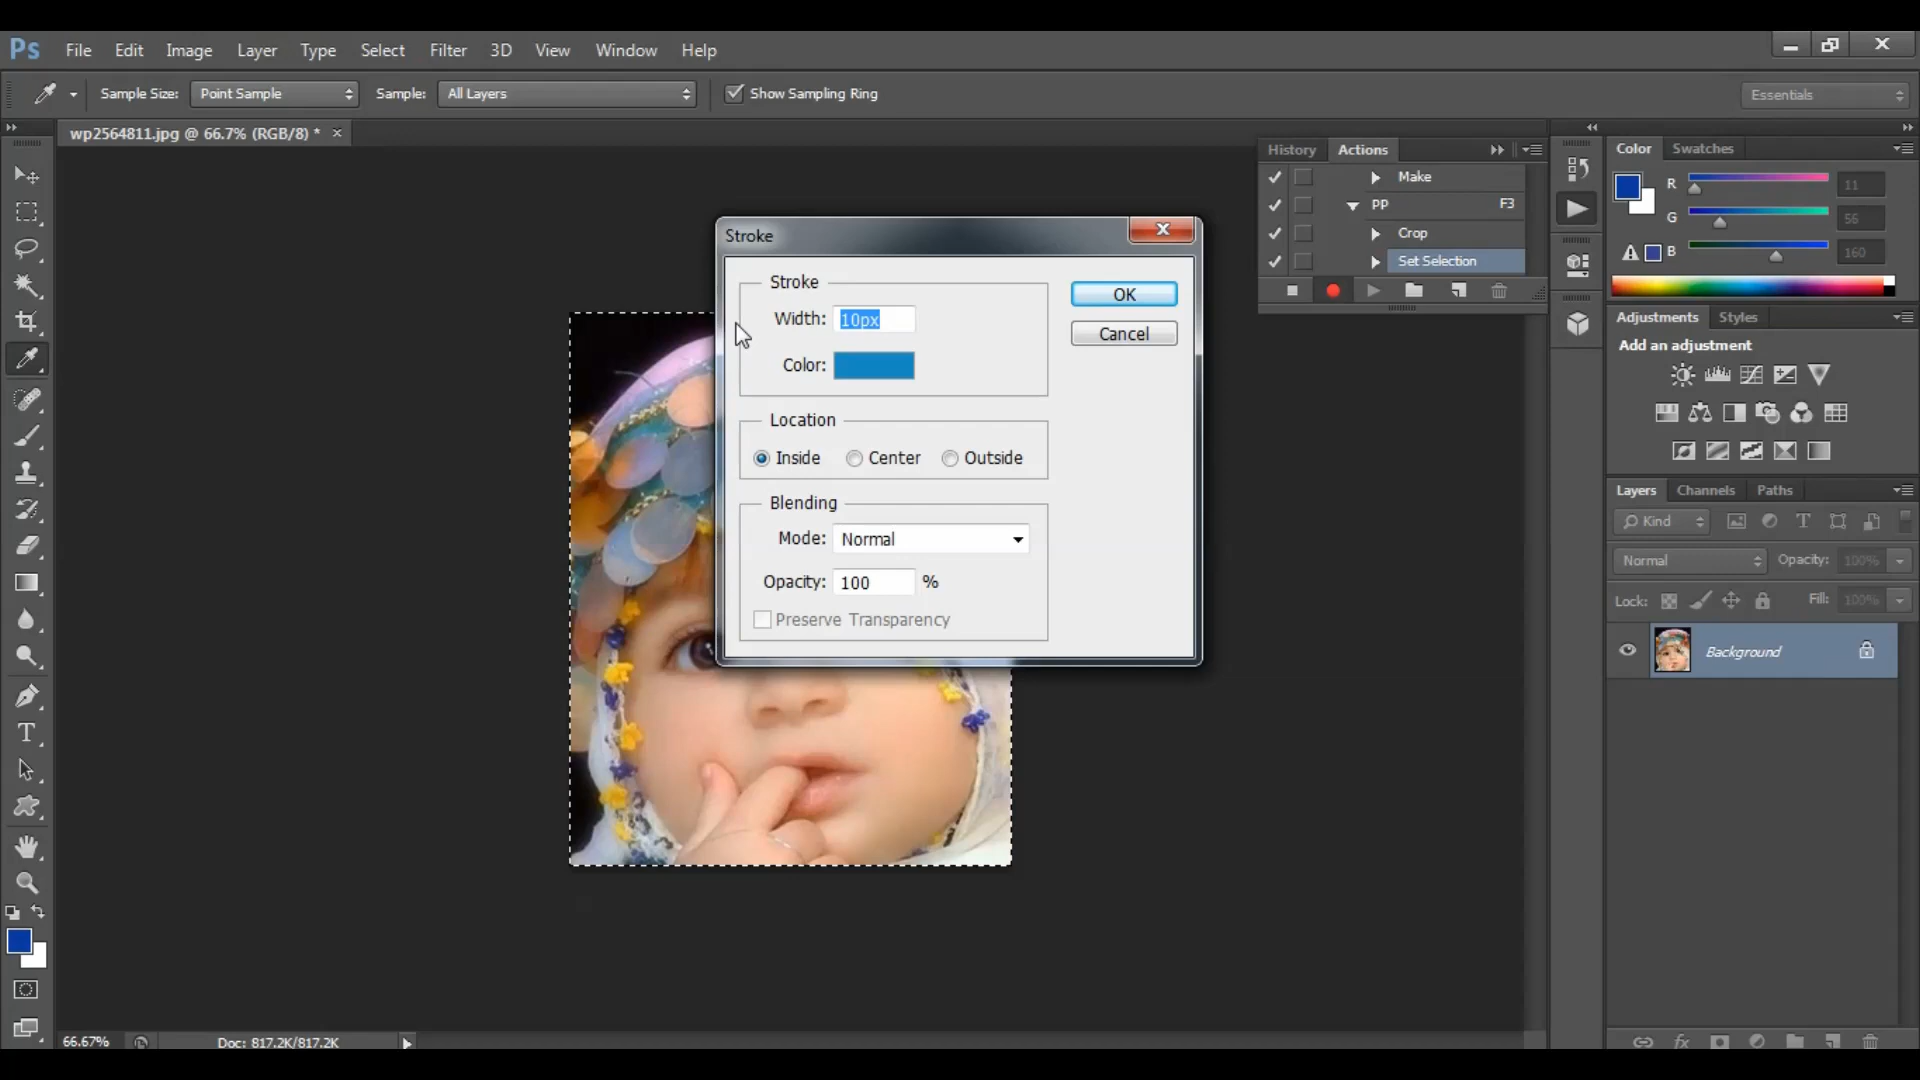 Ps File Edit Image Layer Type Select Filter 3D View Window Help
Sample Size: Point Sample Sample: All Layers Show Sampling Ring Essentials
wp2564811.jpg @ 66.7% (RGB/8) * ×
History Actions
Make
PP F3
Crop
Set Selection
Stroke
Stroke
Width: 10px
Color:
OK
Cancel
Location
Inside Center Outside
Blending
Mode: Normal
Opacity: 100 %
Preserve Transparency
Color Swatches
R 11
G 56
B 160
Adjustments Styles
Add an adjustment
Layers Channels Paths
Kind
Normal Opacity: 100%
Lock: Fill: 100%
Background
66.67% Doc: 817.2K/817.2K